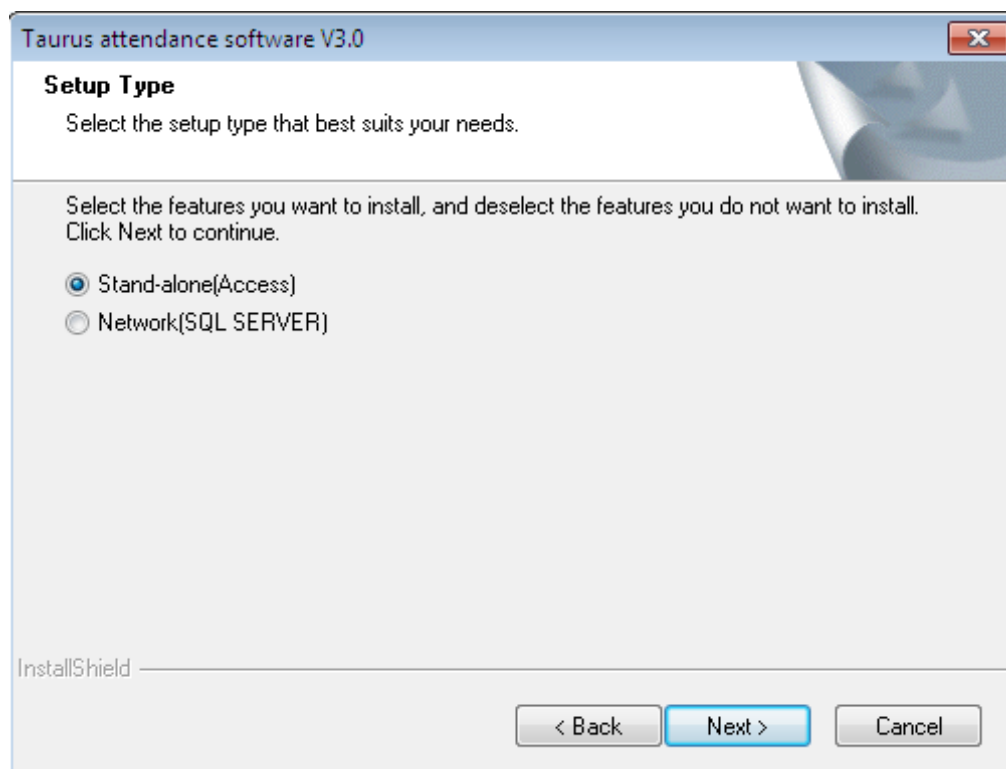 Taurus attendance software V3.0
Setup Type
Select the setup type that best suits your needs.
Select the features you want to install, and deselect the features you do not want to install.
Click Next to continue.
Stand-alone(Access)
Network(SQL SERVER)
InstallShield
< Back Next > Cancel